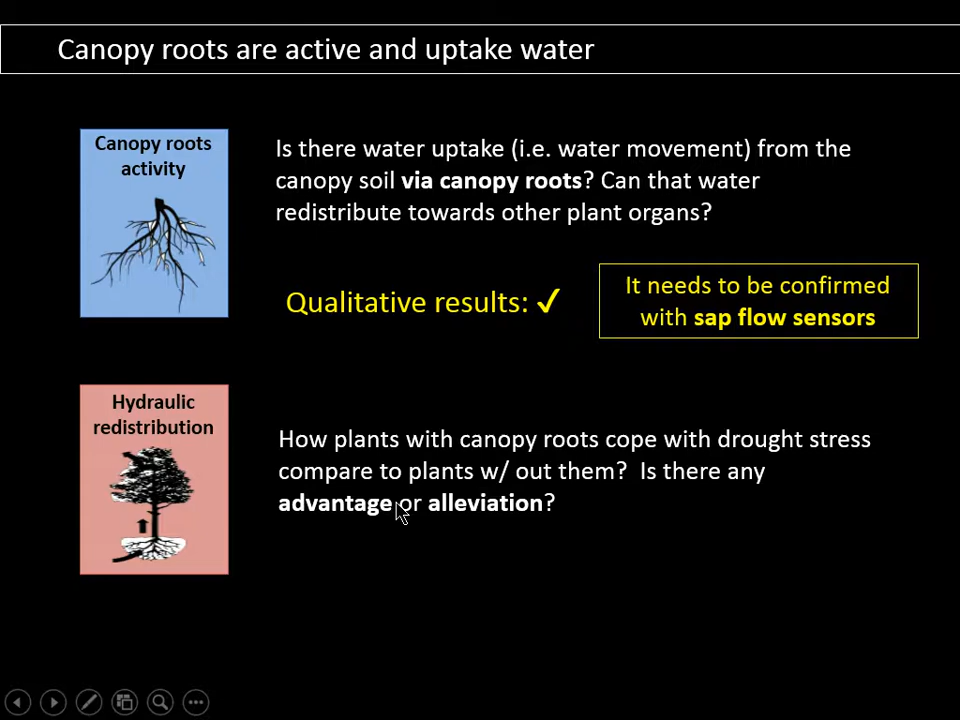 Canopy roots are active and uptake water
Canopy roots
activity
Is there water uptake (i.e. water movement) from the
canopy soil via canopy roots? Can that water
redistribute towards other plant organs?
Qualitative results: ✓
It needs to be confirmed
with sap flow sensors
Hydraulic
redistribution
How plants with canopy roots cope with drought stress
compare to plants w/ out them? Is there any
advantage or alleviation?